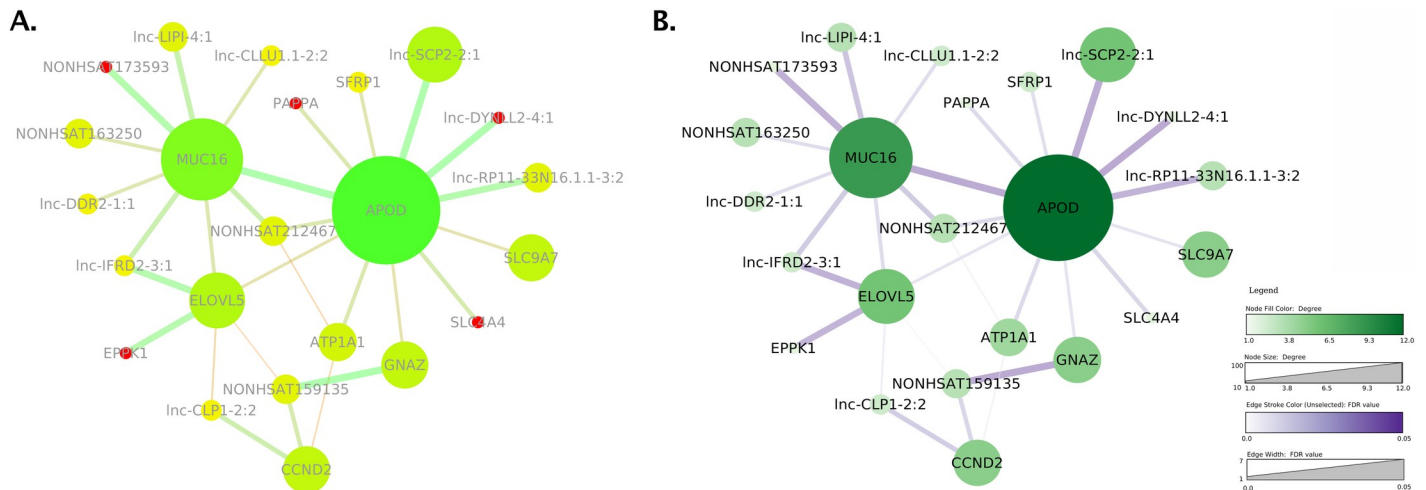 A.
lnc-LIPI-4:1
lnc-CLLU1.1-2:2
lnc-SCP2-2:1
NONHSAT173593
PAPPA
SFRP1
lnc-DYNLL2-4:1
NONHSAT163250
MUC16
lnc-RP11-33N16.1.1-3:2
lnc-DDR2-1:1
APOD
NONHSAT212467
SLC9A7
lnc-IFRD2-3:1
ELOVL5
SLC4A4
EPPK1
ATP1A1
GNAZ
NONHSAT159135
lnc-CLP1-2:2
CCND2
B.
lnc-LIPI-4:1
lnc-CLLU1.1-2:2
lnc-SCP2-2:1
NONHSAT173593
SFRP1
PAPPA
lnc-DYNLL2-4:1
NONHSAT163250
MUC16
lnc-RP11-33N16.1.1-3:2
lnc-DDR2-1:1
APOD
NONHSAT212467
SLC9A7
lnc-IFRD2-3:1
ELOVL5
SLC4A4
EPPK1
ATP1A1
GNAZ
NONHSAT159135
lnc-CLP1-2:2
CCND2
Legend
Node Fill Color: Degree
1.0 3.8 6.5 9.3 12.0
Node Size: Degree
100
10
1.0 3.8 6.5 9.3 12.0
Edge Stroke Color (Unselected): FDR value
0.0 0.05
Edge Width: FDR value
7
1
0.0 0.05